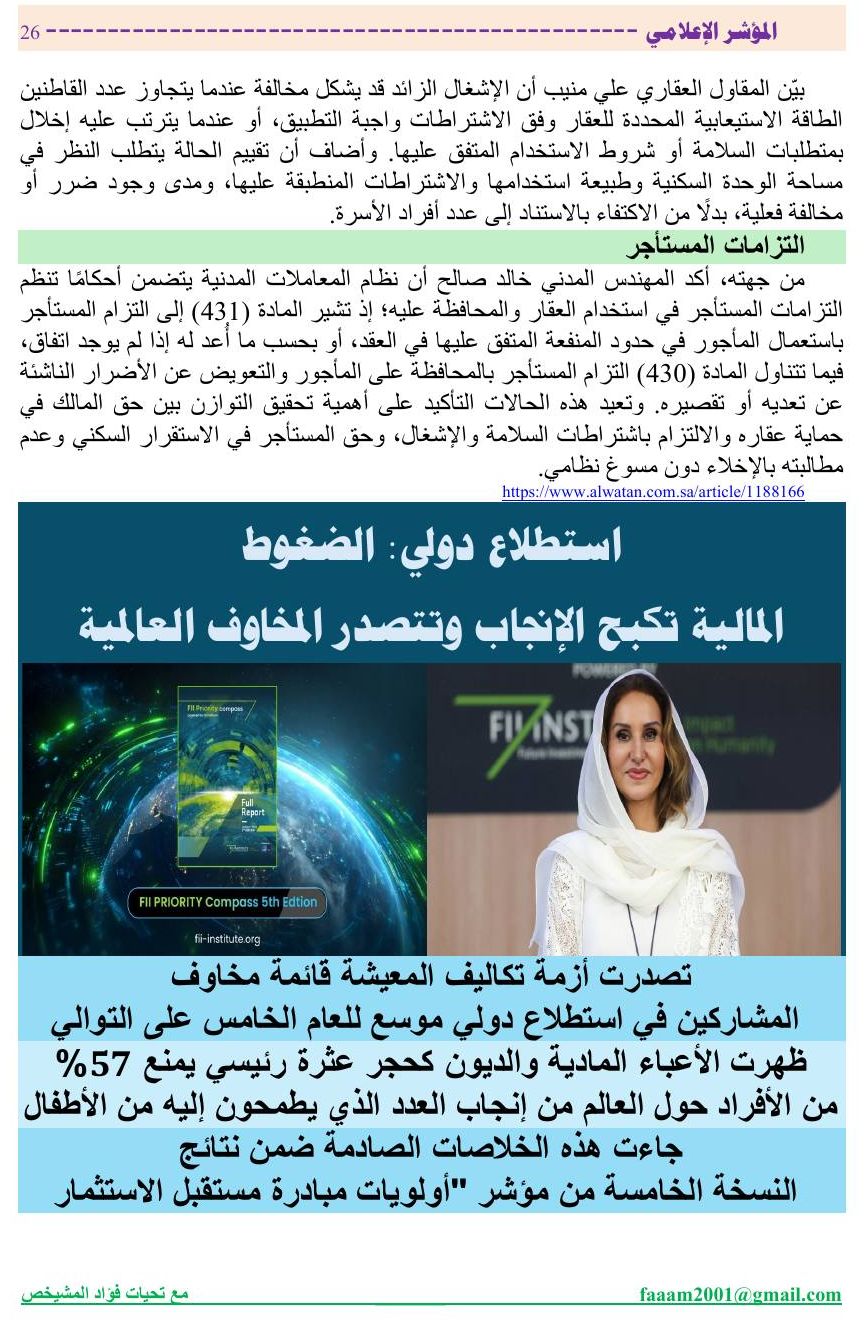 المؤشر الإعلامي ------------------------------------------------ 26
بيّن المقاول العقاري علي منيب أن الإشغال الزائد قد يشكل مخالفة عندما يتجاوز عدد القاطنين
الطاقة الاستيعابية المحددة للعقار وفق الاشتراطات واجبة التطبيق، أو عندما يترتب عليه إخلال
بمتطلبات السلامة أو شروط الاستخدام المتفق عليها. وأضاف أن تقييم الحالة يتطلب النظر في
مساحة الوحدة السكنية وطبيعة استخدامها والاشتراطات المنطبقة عليها، ومدى وجود ضرر أو
مخالفة فعلية، بدلًا من الاكتفاء بالاستناد إلى عدد أفراد الأسرة.
التزامات المستأجر
من جهته، أكد المهندس المدني خالد صالح أن نظام المعاملات المدنية يتضمن أحكامًا تنظم
التزامات المستأجر في استخدام العقار والمحافظة عليه؛ إذ تشير المادة (431) إلى التزام المستأجر
باستعمال المأجور في حدود المنفعة المتفق عليها في العقد، أو بحسب ما أُعد له إذا لم يوجد اتفاق،
فيما تتناول المادة (430) التزام المستأجر بالمحافظة على المأجور والتعويض عن الأضرار الناشئة
عن تعديه أو تقصيره. وتعيد هذه الحالات التأكيد على أهمية تحقيق التوازن بين حق المالك في
حماية عقاره والالتزام باشتراطات السلامة والإشغال، وحق المستأجر في الاستقرار السكني وعدم
مطالبته بالإخلاء دون مسوغ نظامي.
https://www.alwatan.com.sa/article/1188166
استطلاع دولي: الضغوط
المالية تكبح الإنجاب وتتصدر المخاوف العالمية
POWERED BY
FII INST
Future Investment
Impact
on Humanity
FII Priority compass
Full
Report
FII PRIORITY Compass 5th Edtion
fii-institute.org
تصدرت أزمة تكاليف المعيشة قائمة مخاوف
المشاركين في استطلاع دولي موسع للعام الخامس على التوالي
ظهرت الأعباء المادية والديون كحجر عثرة رئيسي يمنع 57%
من الأفراد حول العالم من إنجاب العدد الذي يطمحون إليه من الأطفال
جاءت هذه الخلاصات الصادمة ضمن نتائج
النسخة الخامسة من مؤشر "أولويات مبادرة مستقبل الاستثمار
مع تحيات فؤاد المشيخص
faaam2001@gmail.com